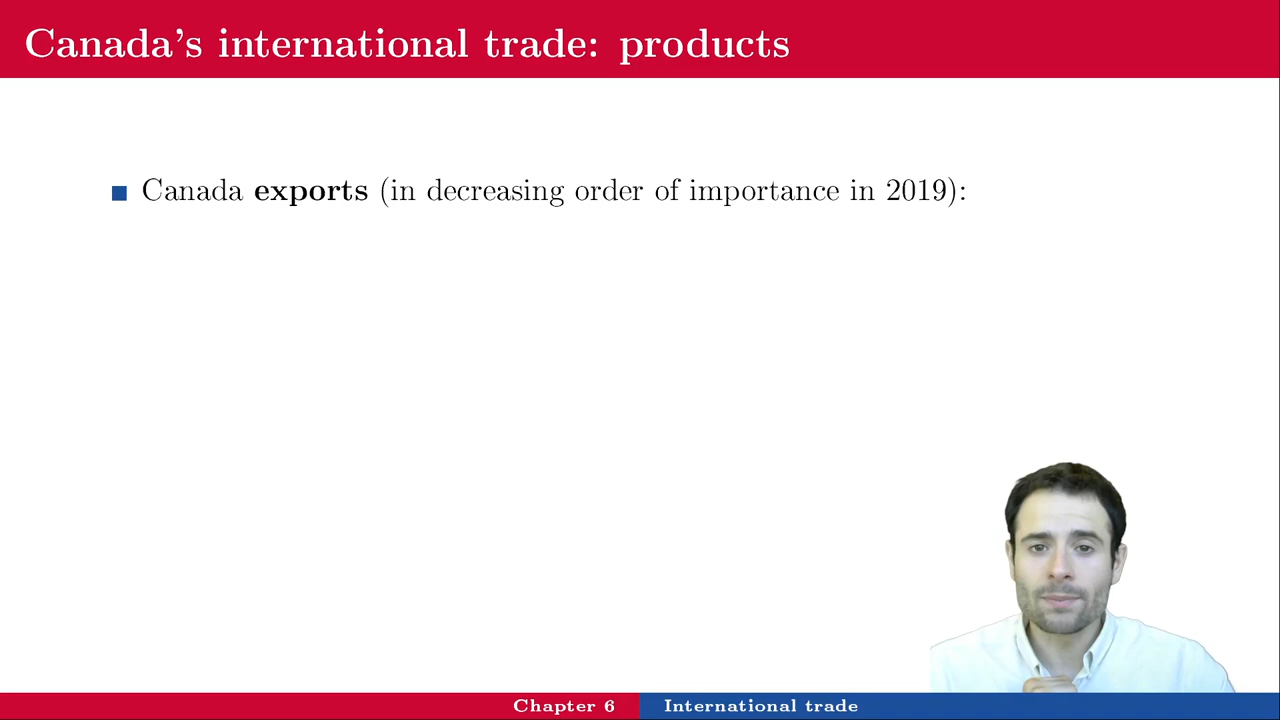 Canada's international trade: products
Canada exports (in decreasing order of importance in 2019):
Chapter 6
International trade